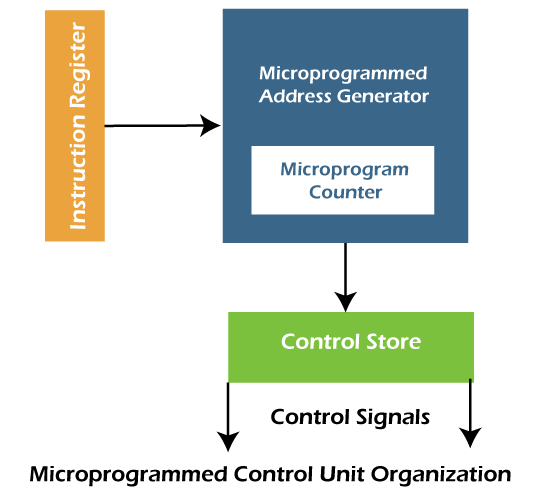 Instruction Register
Microprogrammed
Address Generator
Microprogram
Counter
Control Store
Control Signals
Microprogrammed Control Unit Organization